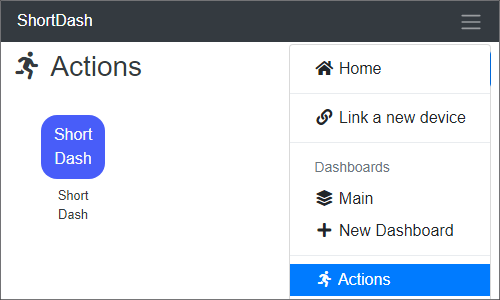 ShortDash
Actions
Short
Dash
Short
Dash
Home
Link a new device
Dashboards
Main
New Dashboard
Actions